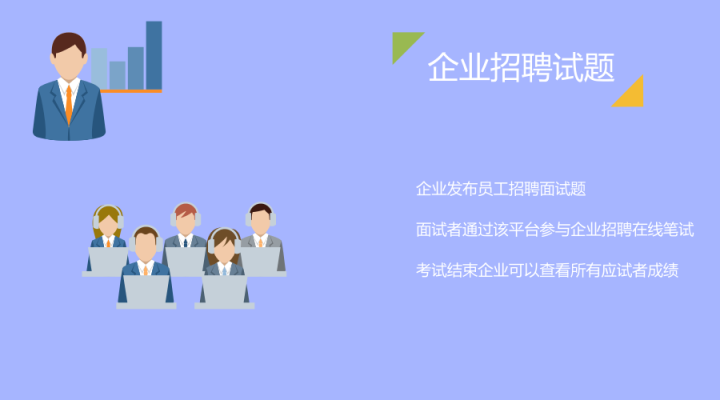 企业招聘试题
企业发布员工招聘面试题
面试者通过该平台参与企业招聘在线笔试
考试结束企业可以查看所有应试者成绩